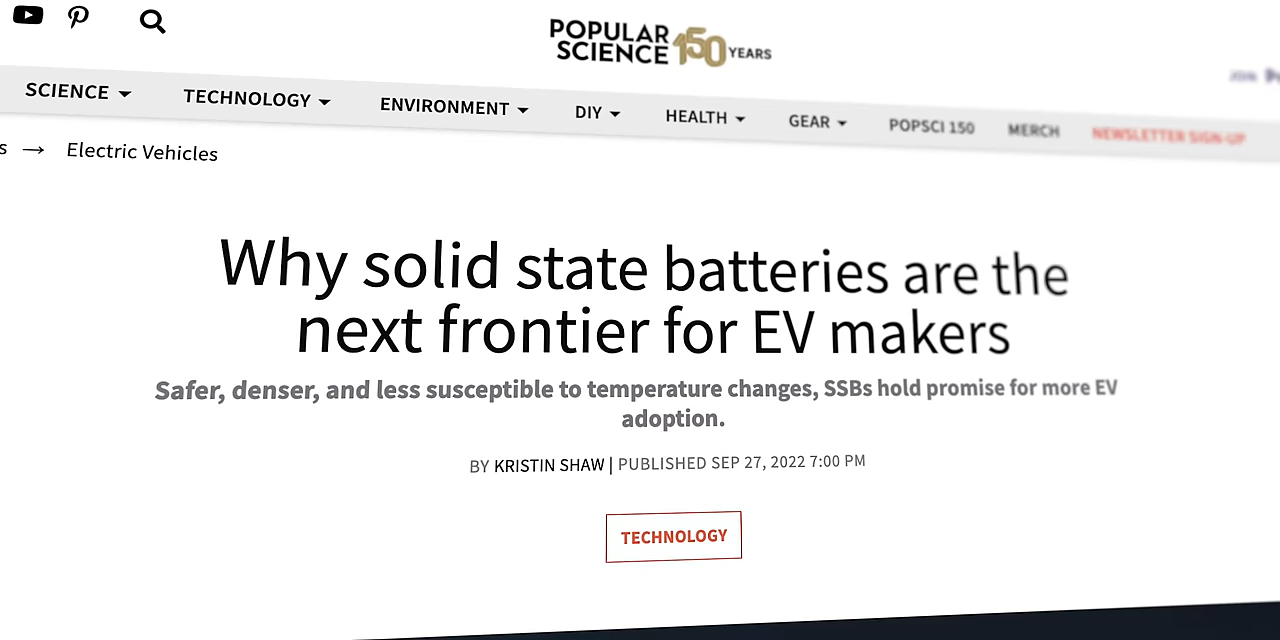 POPULAR
SCIENCE 150 YEARS
SCIENCE TECHNOLOGY ENVIRONMENT DIY HEALTH GEAR POPSCI 150 MERCH NEWSLETTER SIGN-UP
s → Electric Vehicles
Why solid state batteries are the
next frontier for EV makers
Safer, denser, and less susceptible to temperature changes, SSBs hold promise for more EV
adoption.
BY KRISTIN SHAW | PUBLISHED SEP 27, 2022 7:00 PM
TECHNOLOGY